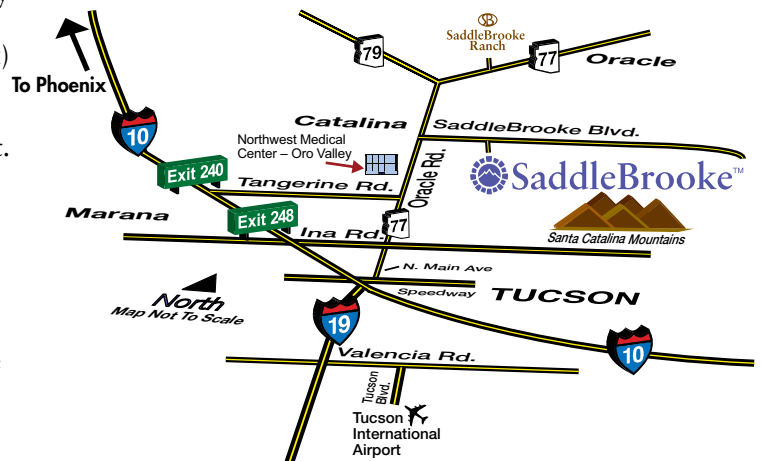 SB
SaddleBrooke
Ranch
79
77
Oracle
To Phoenix
10
Catalina
SaddleBrooke Blvd.
Northwest Medical
Center – Oro Valley
t.
Exit 240
Tangerine Rd.
Oracle Rd.
SaddleBrooke™
Marana
Exit 248
Ina Rd.
77
Santa Catalina Mountains
N. Main Ave
Speedway
TUCSON
North
Map Not To Scale
19
10
Valencia Rd.
Tucson
Blvd.
Tucson
International
Airport
)